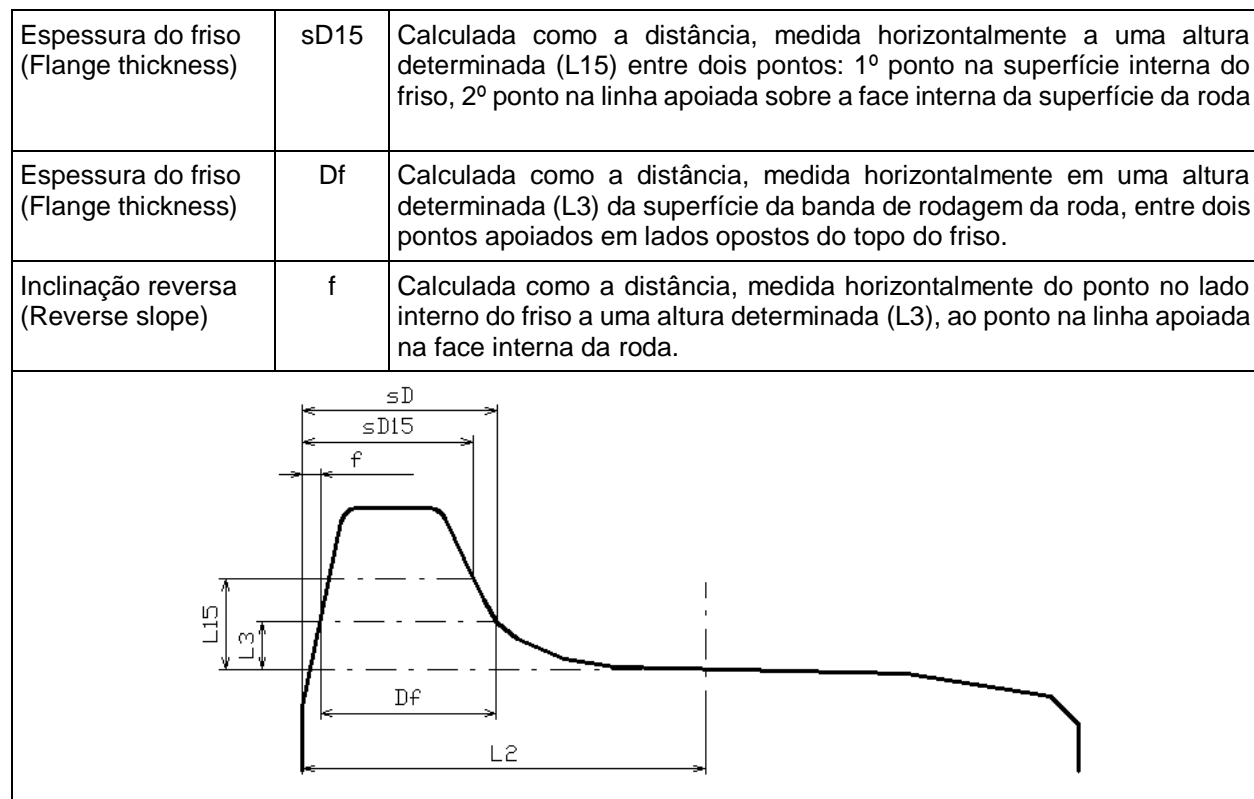 Espessura do friso
(Flange thickness)
sD15
Calculada como a distância, medida horizontalmente a uma altura
determinada (L15) entre dois pontos: 1º ponto na superfície interna do
friso, 2º ponto na linha apoiada sobre a face interna da superfície da roda
Espessura do friso
(Flange thickness)
Df
Calculada como a distância, medida horizontalmente em uma altura
determinada (L3) da superfície da banda de rodagem da roda, entre dois
pontos apoiados em lados opostos do topo do friso.
Inclinação reversa
(Reverse slope)
f
Calculada como a distância, medida horizontalmente do ponto no lado
interno do friso a uma altura determinada (L3), ao ponto na linha apoiada
na face interna da roda.
sD
sD15
f
L15
L3
Df
L2